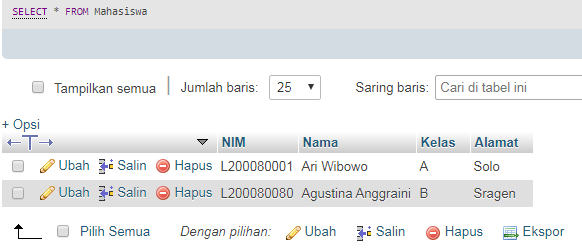 SELECT * FROM Mahasiswa
Tampilkan semua | Jumlah baris: 25 Saring baris: Cari di tabel ini
+ Opsi
←T→ NIM Nama Kelas Alamat
Ubah Salin Hapus L200080001 Ari Wibowo A Solo
Ubah Salin Hapus L200080080 Agustina Anggraini B Sragen
Pilih Semua Dengan pilihan: Ubah Salin Hapus Ekspor